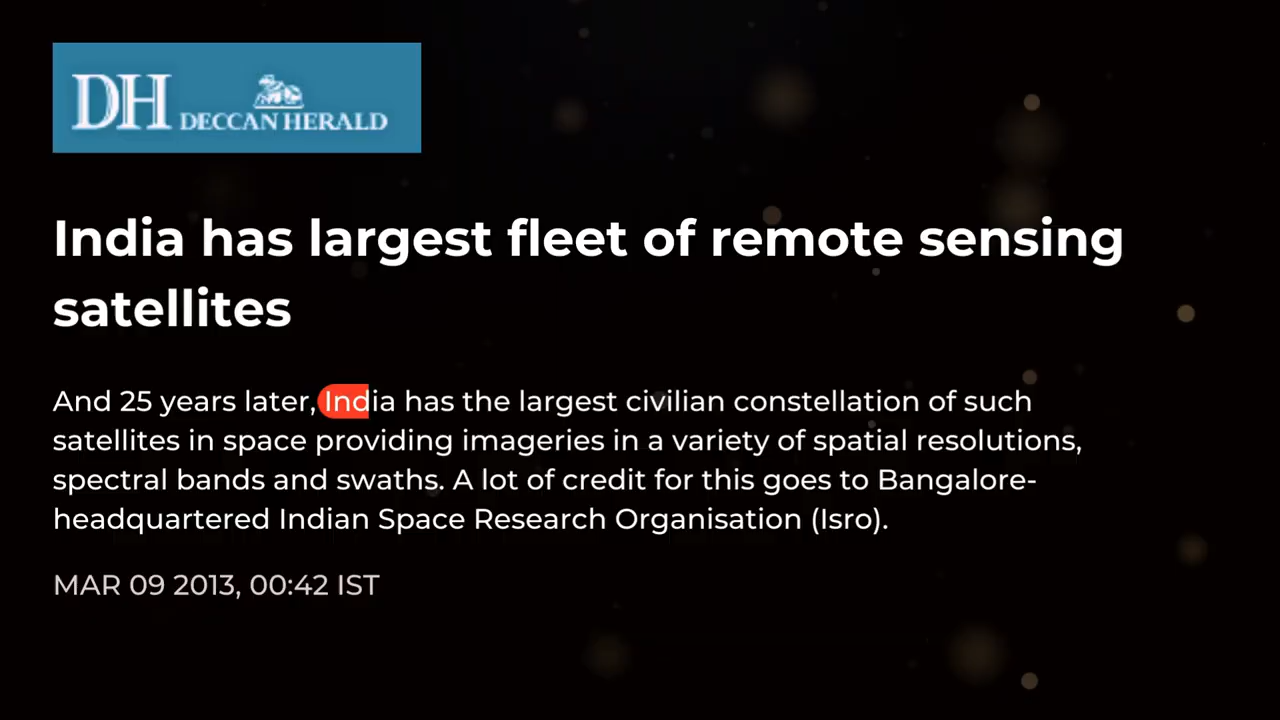 DH DECCAN HERALD
India has largest fleet of remote sensing
satellites
And 25 years later, India has the largest civilian constellation of such
satellites in space providing imageries in a variety of spatial resolutions,
spectral bands and swaths. A lot of credit for this goes to Bangalore-
headquartered Indian Space Research Organisation (Isro).
MAR 09 2013, 00:42 IST